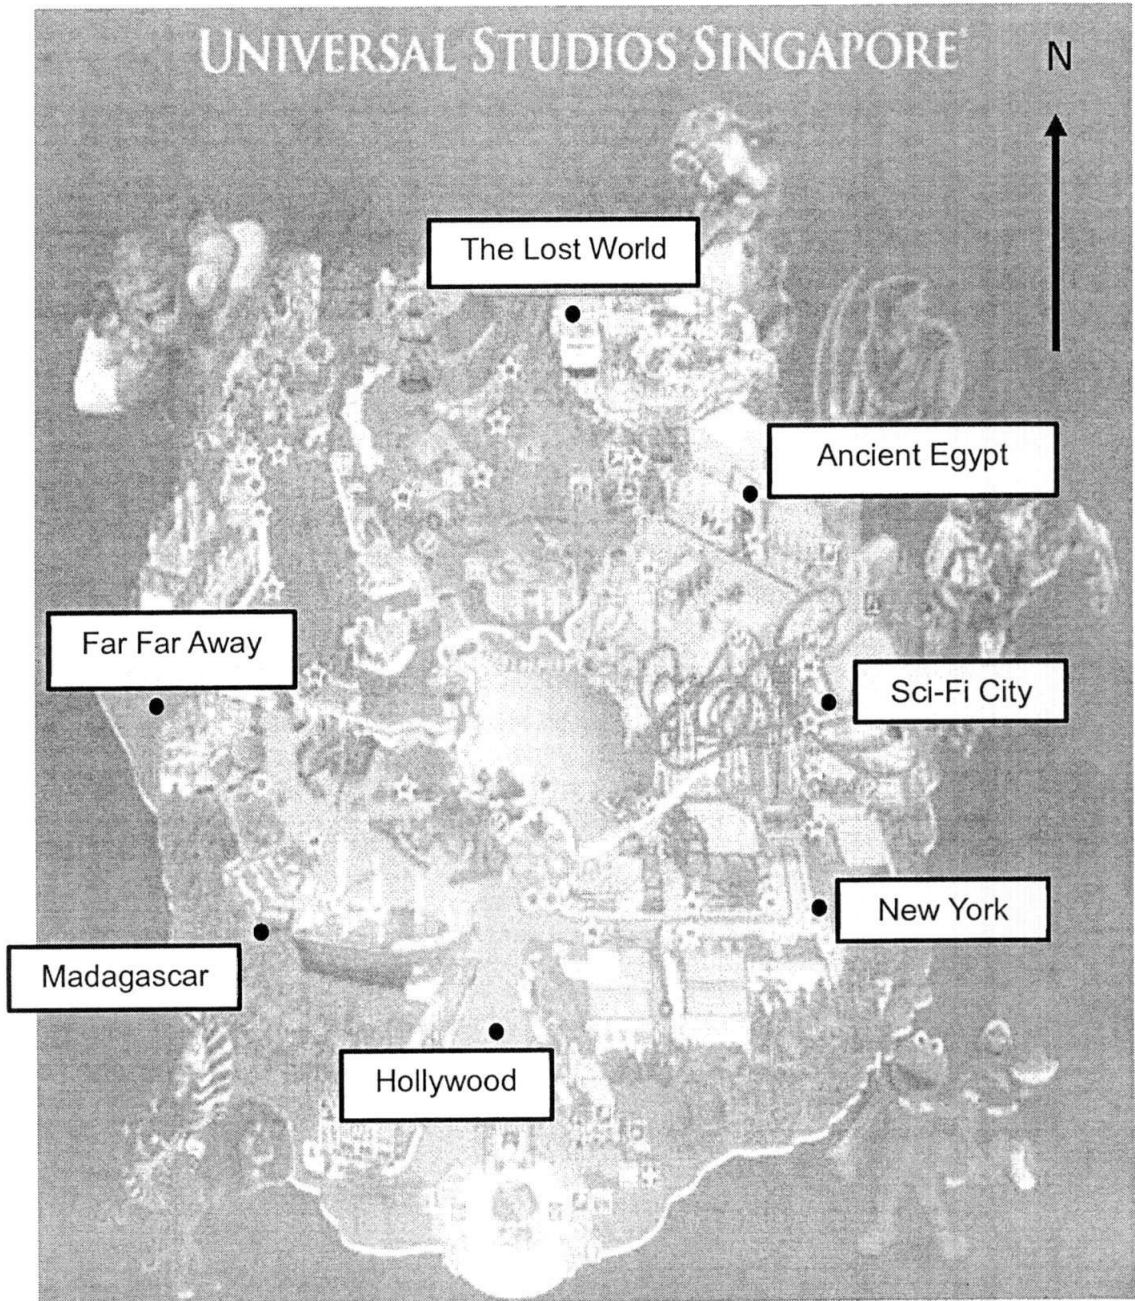 UNIVERSAL STUDIOS SINGAPORE®
N
The Lost World
Ancient Egypt
Far Far Away
Sci-Fi City
New York
Madagascar
Hollywood